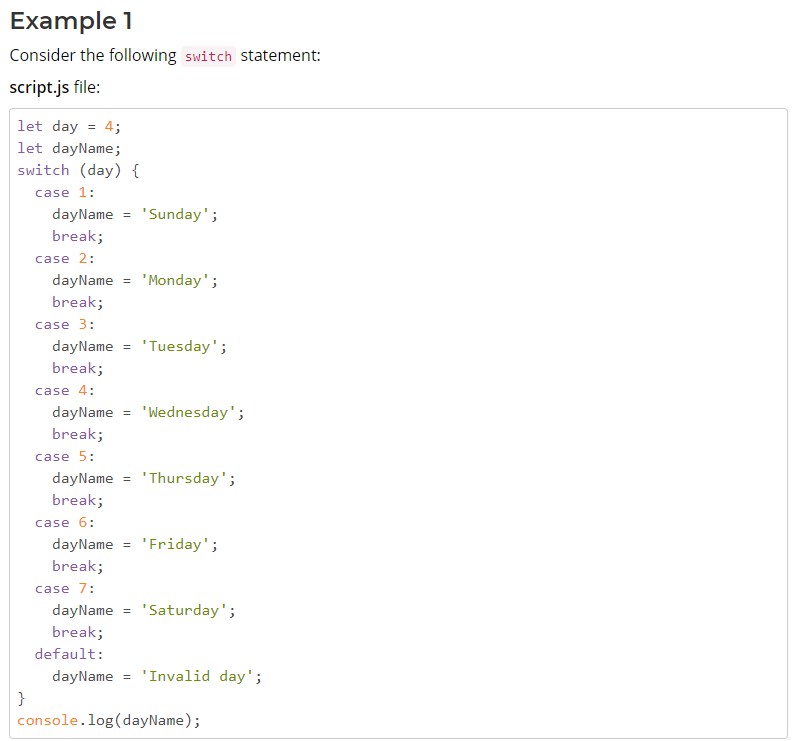 Example 1
Consider the following switch statement:
script.js file:
let day = 4;
let dayName;
switch (day) {
  case 1:
    dayName = 'Sunday';
    break;
  case 2:
    dayName = 'Monday';
    break;
  case 3:
    dayName = 'Tuesday';
    break;
  case 4:
    dayName = 'Wednesday';
    break;
  case 5:
    dayName = 'Thursday';
    break;
  case 6:
    dayName = 'Friday';
    break;
  case 7:
    dayName = 'Saturday';
    break;
  default:
    dayName = 'Invalid day';
}
console.log(dayName);